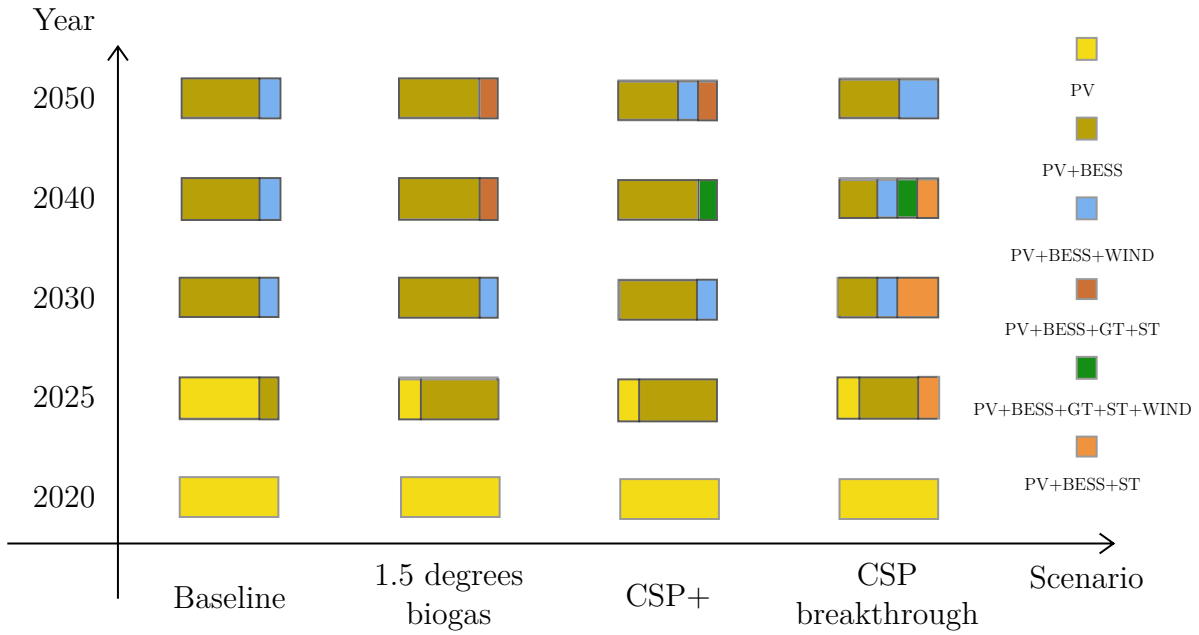 Year
2050
2040
2030
2025
2020
Baseline
1.5 degrees
biogas
CSP+
CSP
breakthrough
Scenario
PV
PV+BESS
PV+BESS+WIND
PV+BESS+GT+ST
PV+BESS+GT+ST+WIND
PV+BESS+ST